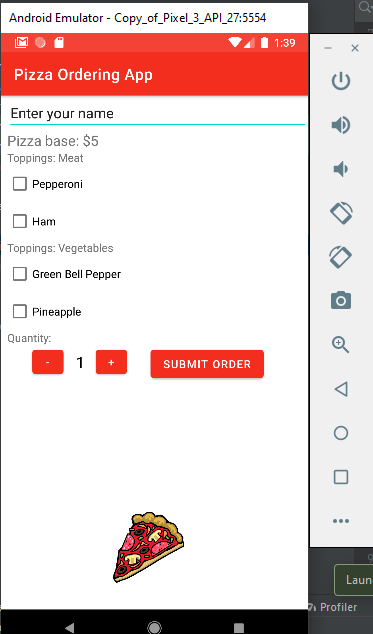 Android Emulator - Copy_of_Pixel_3_API_27:5554
1:39
Pizza Ordering App
Enter your name
Pizza base: $5
Toppings: Meat
Pepperoni
Ham
Toppings: Vegetables
Green Bell Pepper
Pineapple
Quantity:
- 1 + SUBMIT ORDER
Laun
Profiler